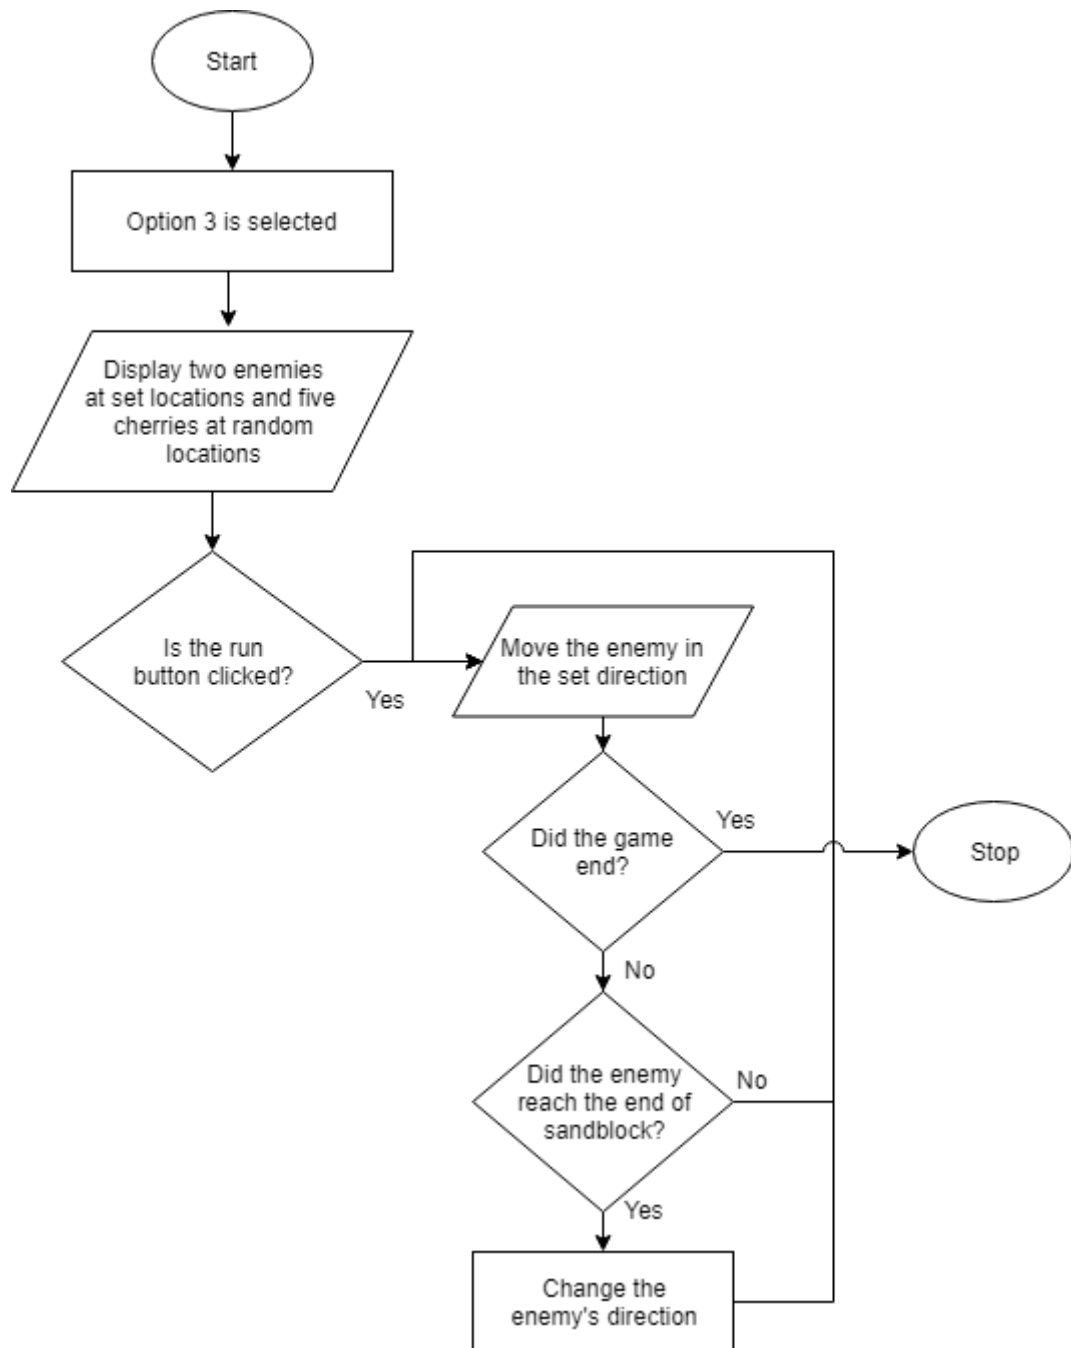 Start
Option 3 is selected
Display two enemies
at set locations and five
cherries at random
locations
Is the run
button clicked?
Yes
Move the enemy in
the set direction
Did the game
end?
Yes
Stop
No
Did the enemy
reach the end of
sandblock?
No
Yes
Change the
enemy's direction